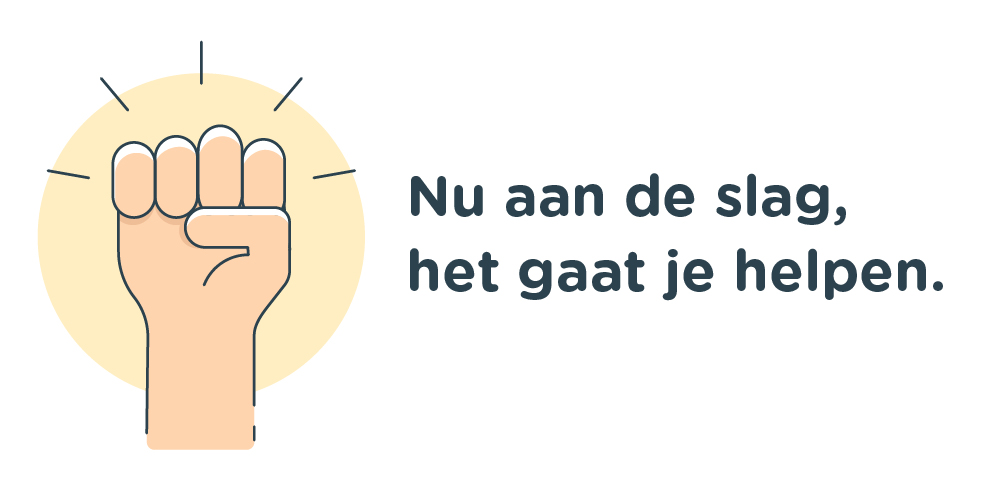 Nu aan de slag,
het gaat je helpen.